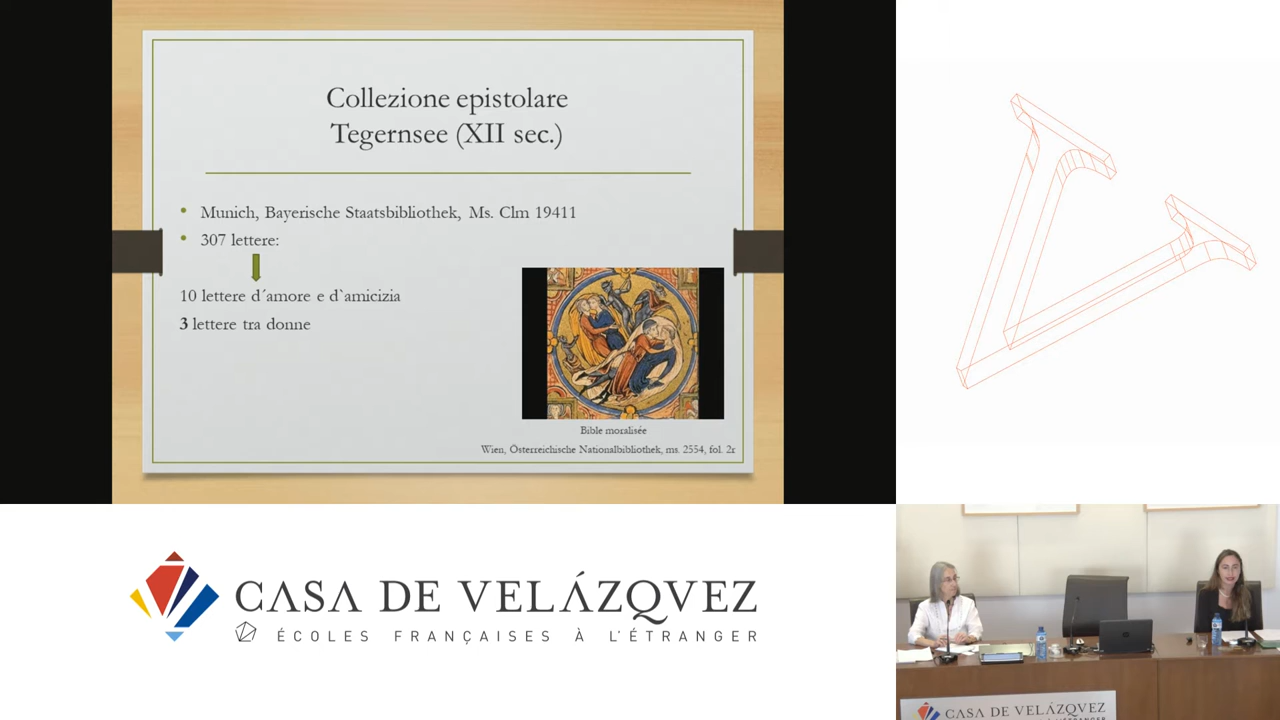 Collezione epistolare
Tegernsee (XII sec.)
• Munich, Bayerische Staatsbibliothek, Ms. Clm 19411
• 307 lettere:
10 lettere d´amore e d`amicizia
3 lettere tra donne
Bible moralisée
Wien, Österreichische Nationalbibliothek, ms. 2554, fol. 2r
CASA DE VELÁZQVEZ
ÉCOLES FRANÇAISES À L'ÉTRANGER
CASA DE VELÁZQVEZ